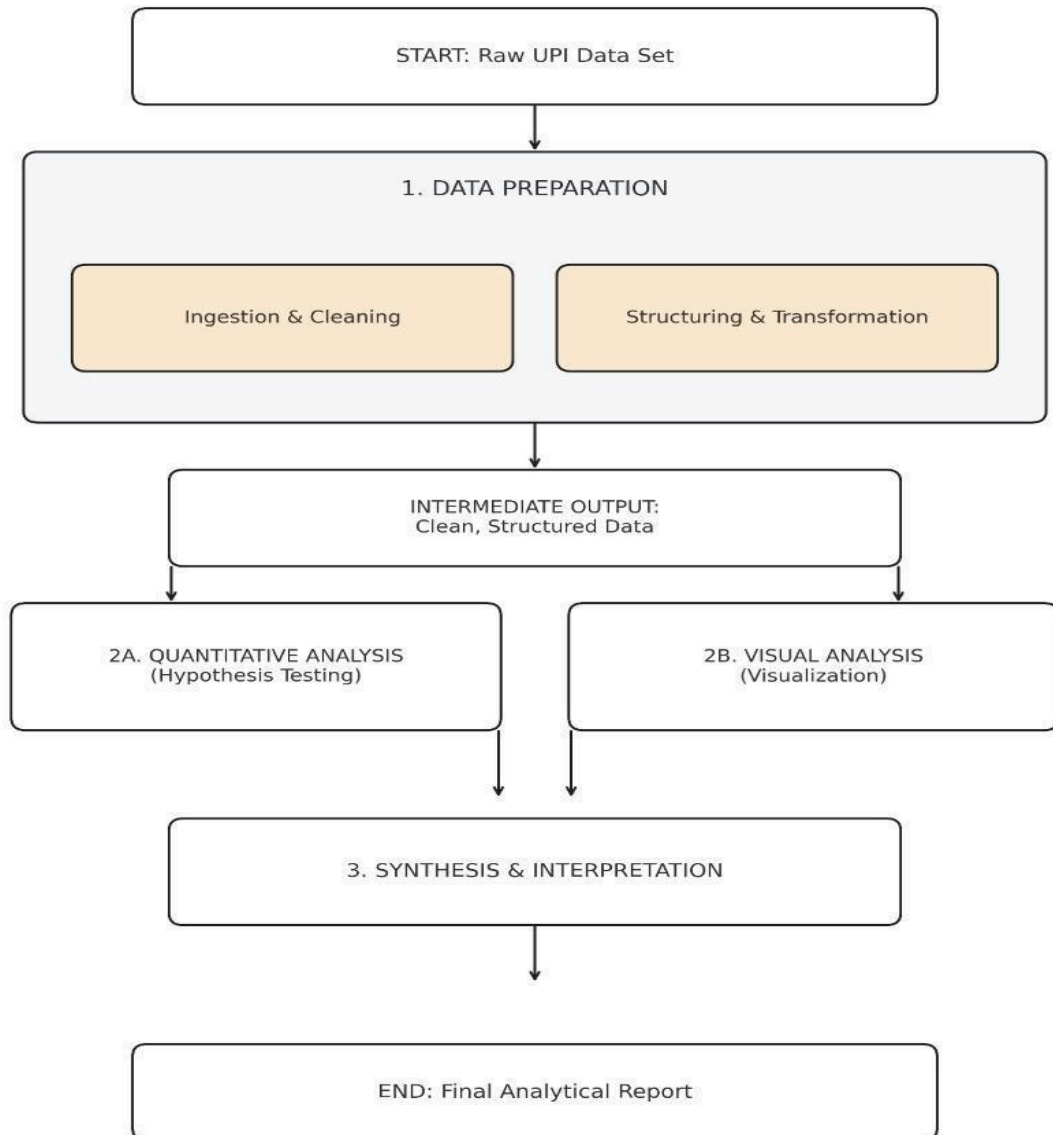 START: Raw UPI Data Set
1. DATA PREPARATION
Ingestion & Cleaning
Structuring & Transformation
INTERMEDIATE OUTPUT:
Clean, Structured Data
2A. QUANTITATIVE ANALYSIS
(Hypothesis Testing)
2B. VISUAL ANALYSIS
(Visualization)
3. SYNTHESIS & INTERPRETATION
END: Final Analytical Report